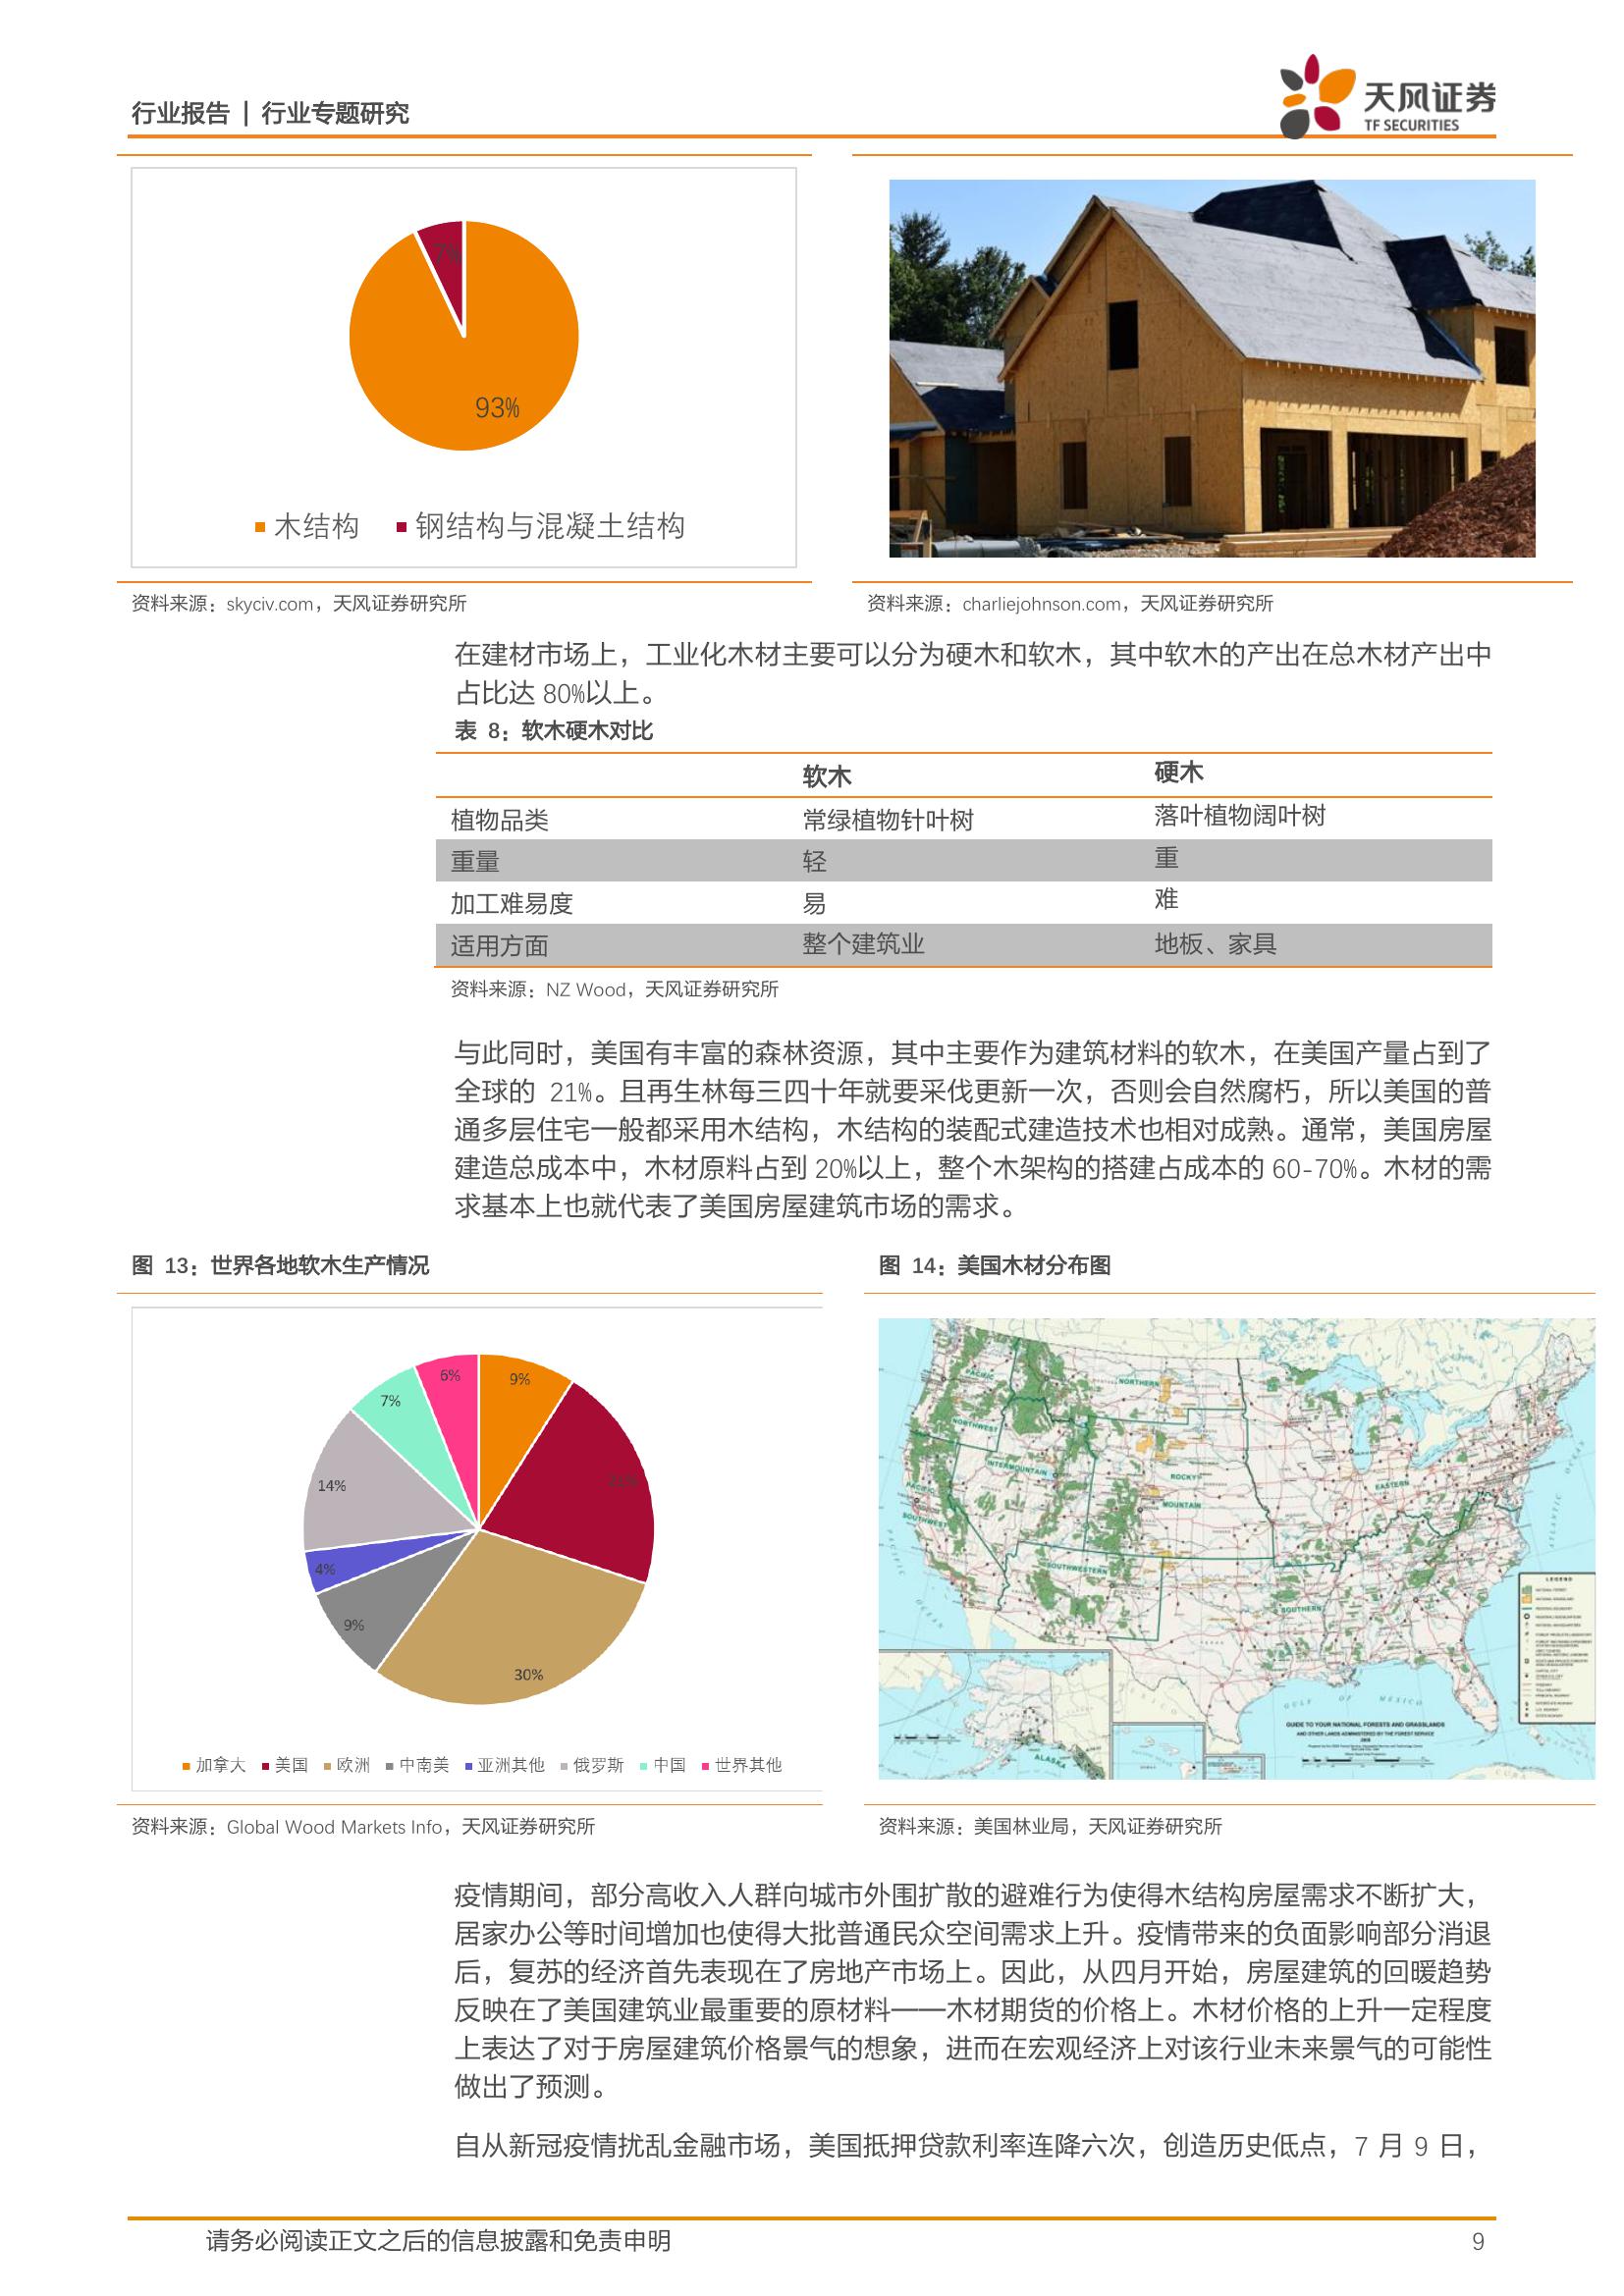 行业报告 | 行业专题研究
天风证券
TF SECURITIES
7%
93%
木结构 钢结构与混凝土结构
资料来源：skyciv.com，天风证券研究所
资料来源：charliejohnson.com，天风证券研究所
在建材市场上，工业化木材主要可以分为硬木和软木，其中软木的产出在总木材产出中
占比达 80%以上。
表 8：软木硬木对比
软木 硬木
植物品类 常绿植物针叶树 落叶植物阔叶树
重量 轻 重
加工难易度 易 难
适用方面 整个建筑业 地板、家具
资料来源：NZ Wood，天风证券研究所
与此同时，美国有丰富的森林资源，其中主要作为建筑材料的软木，在美国产量占到了
全球的 21%。且再生林每三四十年就要采伐更新一次，否则会自然腐朽，所以美国的普
通多层住宅一般都采用木结构，木结构的装配式建造技术也相对成熟。通常，美国房屋
建造总成本中，木材原料占到 20%以上，整个木架构的搭建占成本的 60-70%。木材的需
求基本上也就代表了美国房屋建筑市场的需求。
图 13：世界各地软木生产情况
6%
9%
7%
21%
14%
4%
9%
30%
加拿大 美国 欧洲 中南美 亚洲其他 俄罗斯 中国 世界其他
资料来源：Global Wood Markets Info，天风证券研究所
图 14：美国木材分布图
PACIFIC
NORTHWEST
NORTHERN
INTERMOUNTAIN
ROCKY
MOUNTAIN
EASTERN
PACIFIC
SOUTHWEST
SOUTHWESTERN
SOUTHERN
ATLANTIC
OCEAN
LEGEND
GULF OF MEXICO
ALASKA
GUIDE TO YOUR NATIONAL FORESTS AND GRASSLANDS
AND OTHER LANDS ADMINISTERED BY THE FOREST SERVICE
资料来源：美国林业局，天风证券研究所
疫情期间，部分高收入人群向城市外围扩散的避难行为使得木结构房屋需求不断扩大，
居家办公等时间增加也使得大批普通民众空间需求上升。疫情带来的负面影响部分消退
后，复苏的经济首先表现在了房地产市场上。因此，从四月开始，房屋建筑的回暖趋势
反映在了美国建筑业最重要的原材料——木材期货的价格上。木材价格的上升一定程度
上表达了对于房屋建筑价格景气的想象，进而在宏观经济上对该行业未来景气的可能性
做出了预测。
自从新冠疫情扰乱金融市场，美国抵押贷款利率连降六次，创造历史低点，7 月 9 日，
请务必阅读正文之后的信息披露和免责申明
9